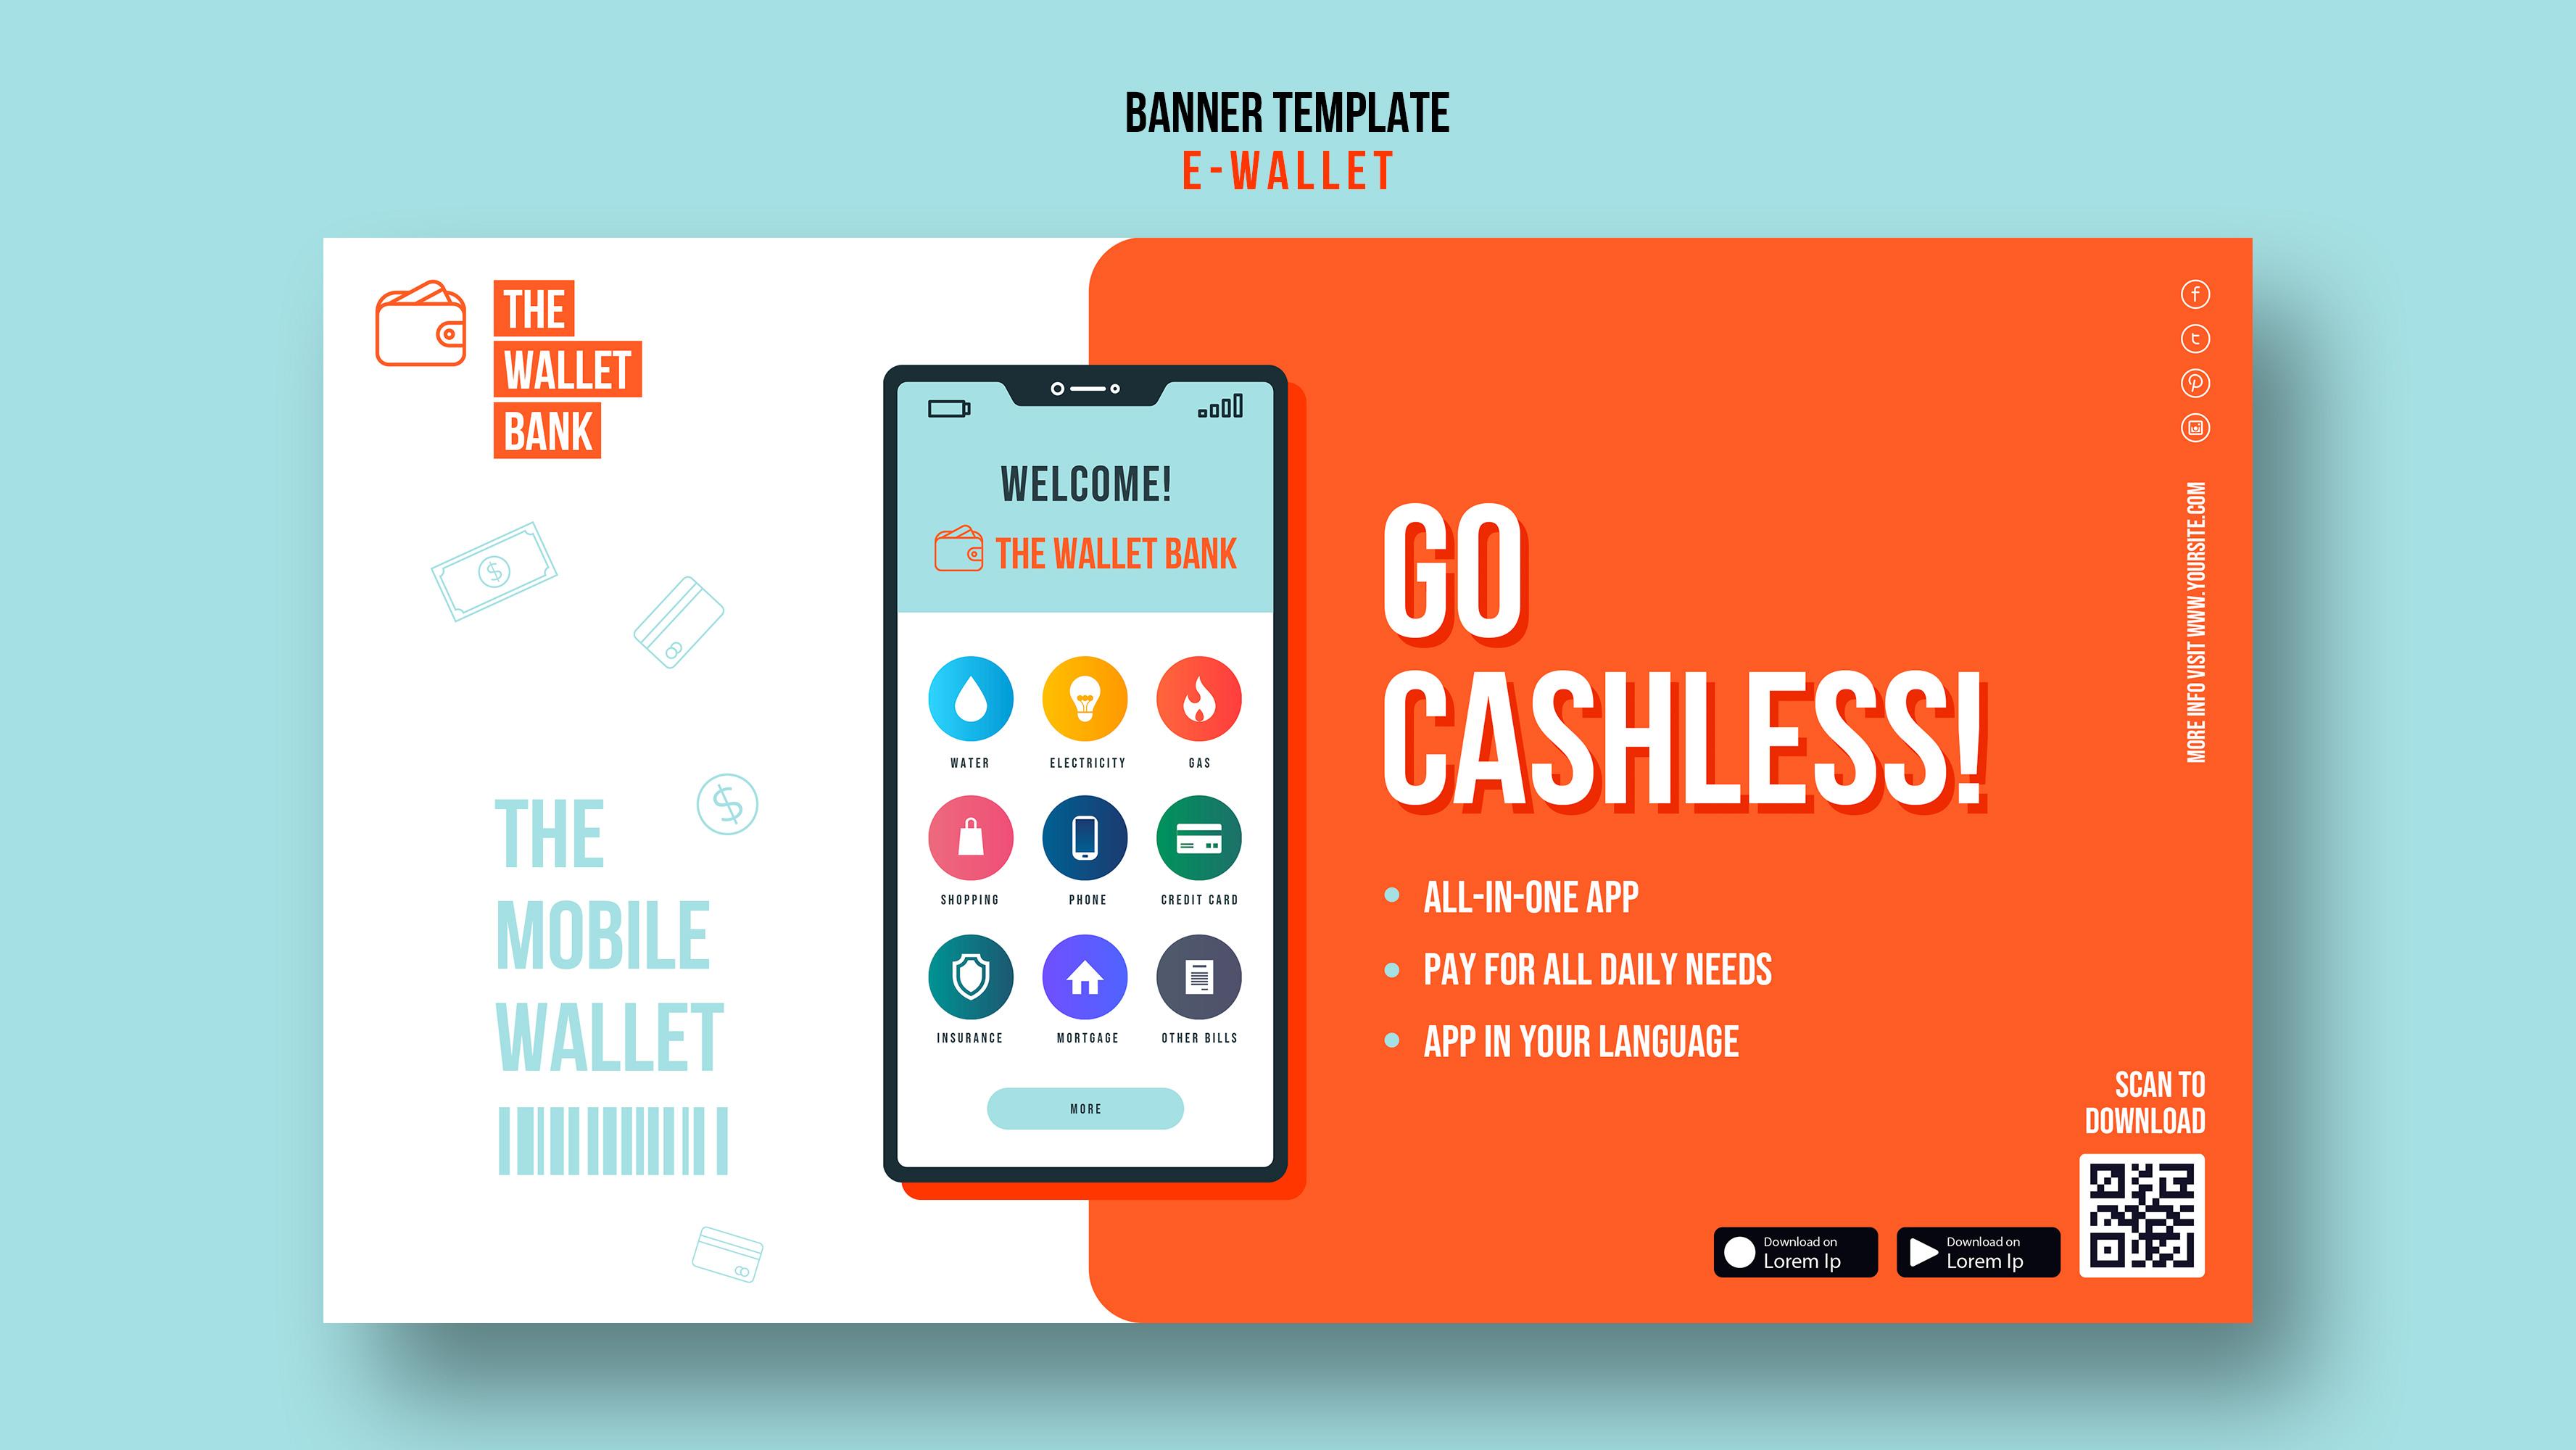 BANNER TEMPLATE
E-WALLET
THE
WALLET
BANK
THE
MOBILE
WALLET
WELCOME!
THE WALLET BANK
WATER
ELECTRICITY
GAS
SHOPPING
PHONE
CREDIT CARD
INSURANCE
MORTGAGE
OTHER BILLS
MORE
GO
CASHLESS!
ALL-IN-ONE APP
PAY FOR ALL DAILY NEEDS
APP IN YOUR LANGUAGE
MORE INFO VISIT WWW.YOURSITE.COM
SCAN TO
DOWNLOAD
Download on
Lorem Ip
Download on
Lorem Ip